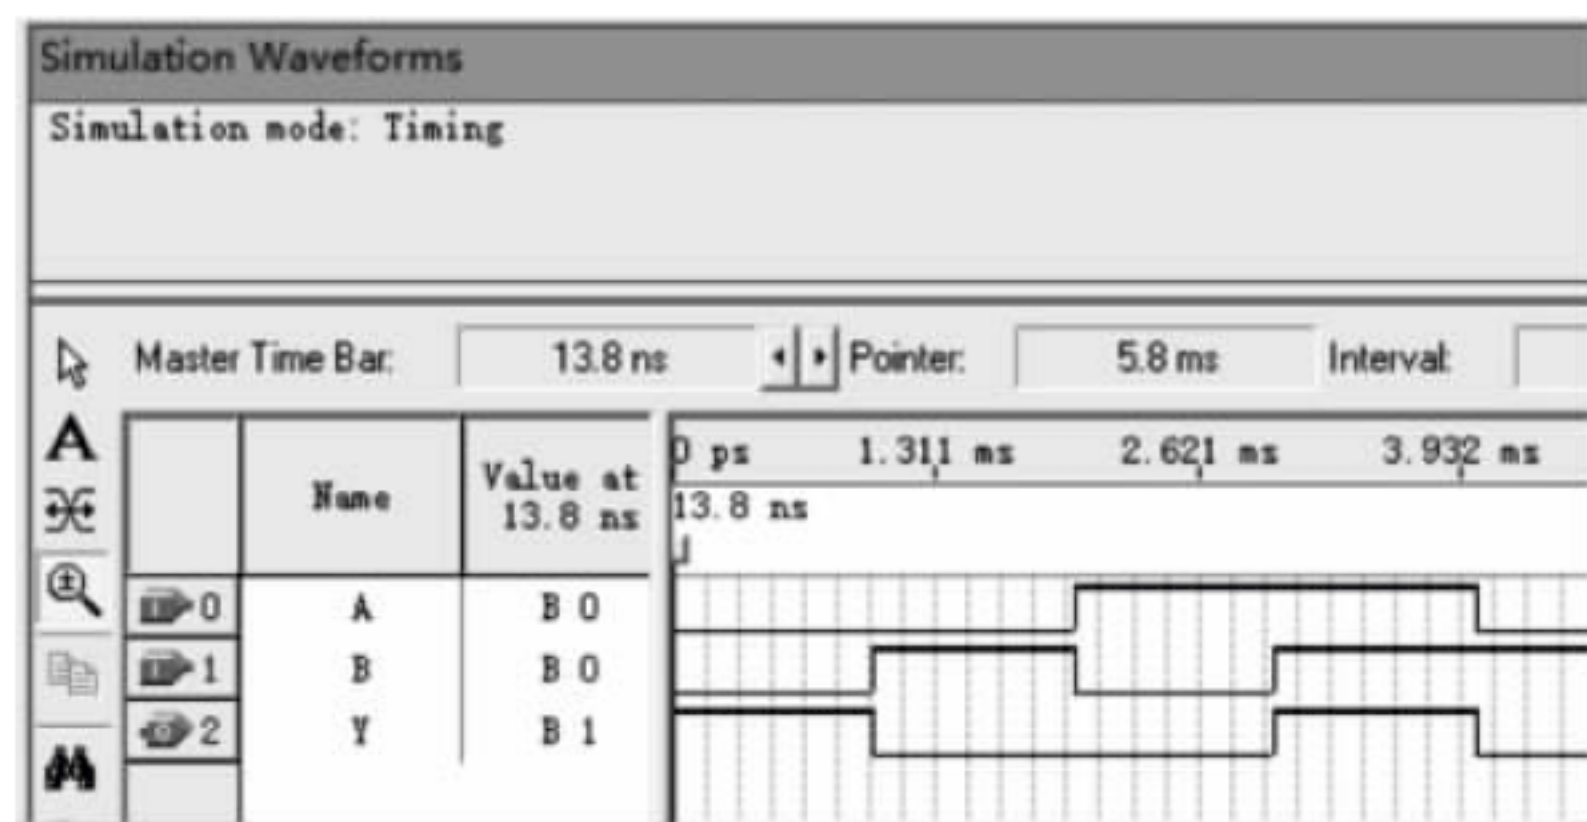 Simulation Waveforms
Simulation mode: Timing
Master Time Bar: 13.8 ns Pointer: 5.8 ms Interval:
A
Name Value at 13.8 ns
0 ps 1.311 ms 2.621 ms 3.932 ms
13.8 ns
0 A B 0
1 B B 0
2 Y B 1